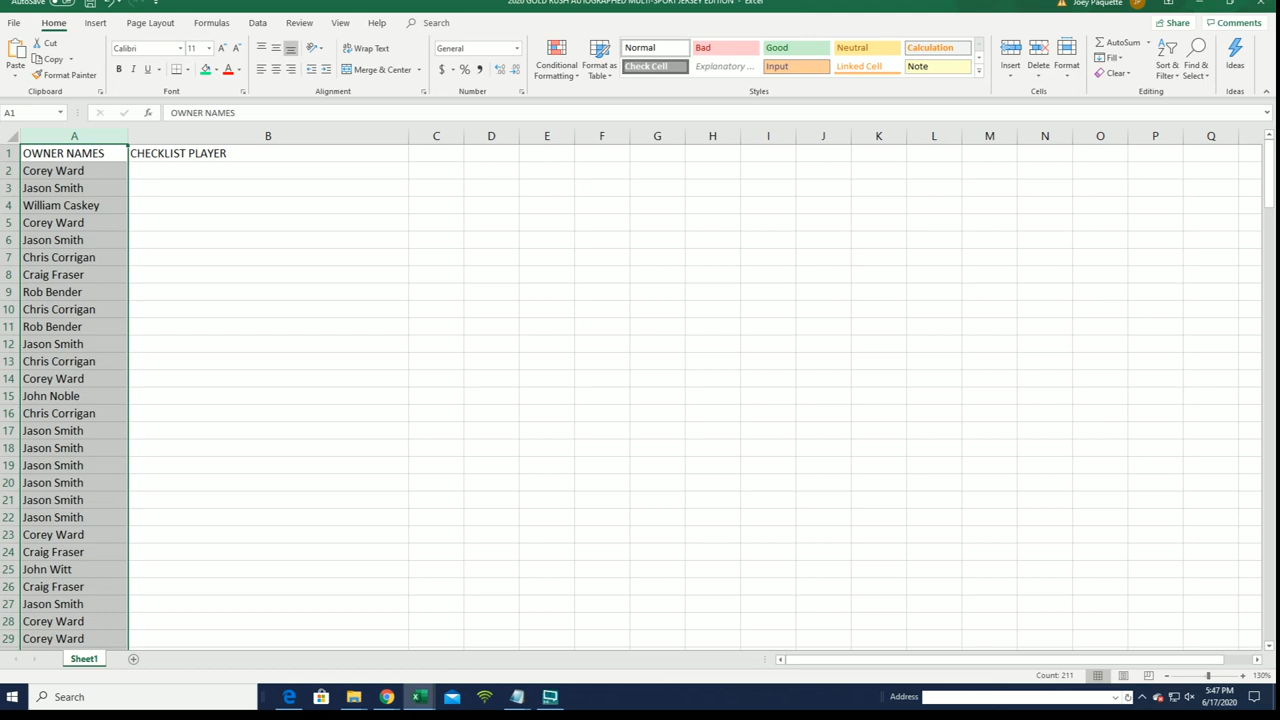 AutoSave 2020 GOLD RUSH AUTOGRAPHED MULTI-SPORT JERSEY EDITION - Excel Joey Paquette JP
File Home Insert Page Layout Formulas Data Review View Help Search Share Comments
Paste Cut Copy Format Painter Clipboard
Calibri 11 A A B I U A Font
Wrap Text Merge & Center Alignment
General $ % , Number
Conditional Formatting Format as Table Normal Bad Good Neutral Calculation
Check Cell Explanatory ... Input Linked Cell Note Styles
Insert Delete Format Cells
AutoSum Fill Clear Sort & Filter Find & Select Editing
Ideas Ideas
A1 fx OWNER NAMES
A B C D E F G H I J K L M N O P Q
1 OWNER NAMES CHECKLIST PLAYER
2 Corey Ward
3 Jason Smith
4 William Caskey
5 Corey Ward
6 Jason Smith
7 Chris Corrigan
8 Craig Fraser
9 Rob Bender
10 Chris Corrigan
11 Rob Bender
12 Jason Smith
13 Chris Corrigan
14 Corey Ward
15 John Noble
16 Chris Corrigan
17 Jason Smith
18 Jason Smith
19 Jason Smith
20 Jason Smith
21 Jason Smith
22 Jason Smith
23 Corey Ward
24 Craig Fraser
25 John Witt
26 Craig Fraser
27 Jason Smith
28 Corey Ward
29 Corey Ward
Sheet1
Count: 211 130%
Search Address 5:47 PM
6/17/2020